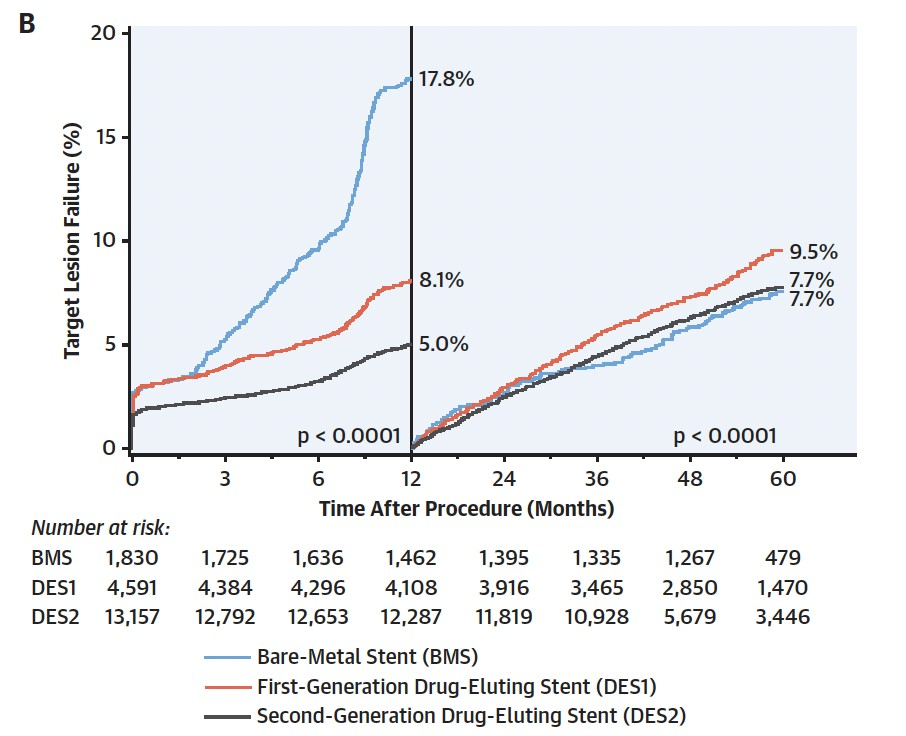 B
Target Lesion Failure (%)
20
15
10
5
0
17.8%
8.1%
5.0%
9.5%
7.7%
7.7%
p < 0.0001
p < 0.0001
0 3 6 12 24 36 48 60
Time After Procedure (Months)
Number at risk:
BMS 1,830 1,725 1,636 1,462 1,395 1,335 1,267 479
DES1 4,591 4,384 4,296 4,108 3,916 3,465 2,850 1,470
DES2 13,157 12,792 12,653 12,287 11,819 10,928 5,679 3,446
Bare-Metal Stent (BMS)
First-Generation Drug-Eluting Stent (DES1)
Second-Generation Drug-Eluting Stent (DES2)